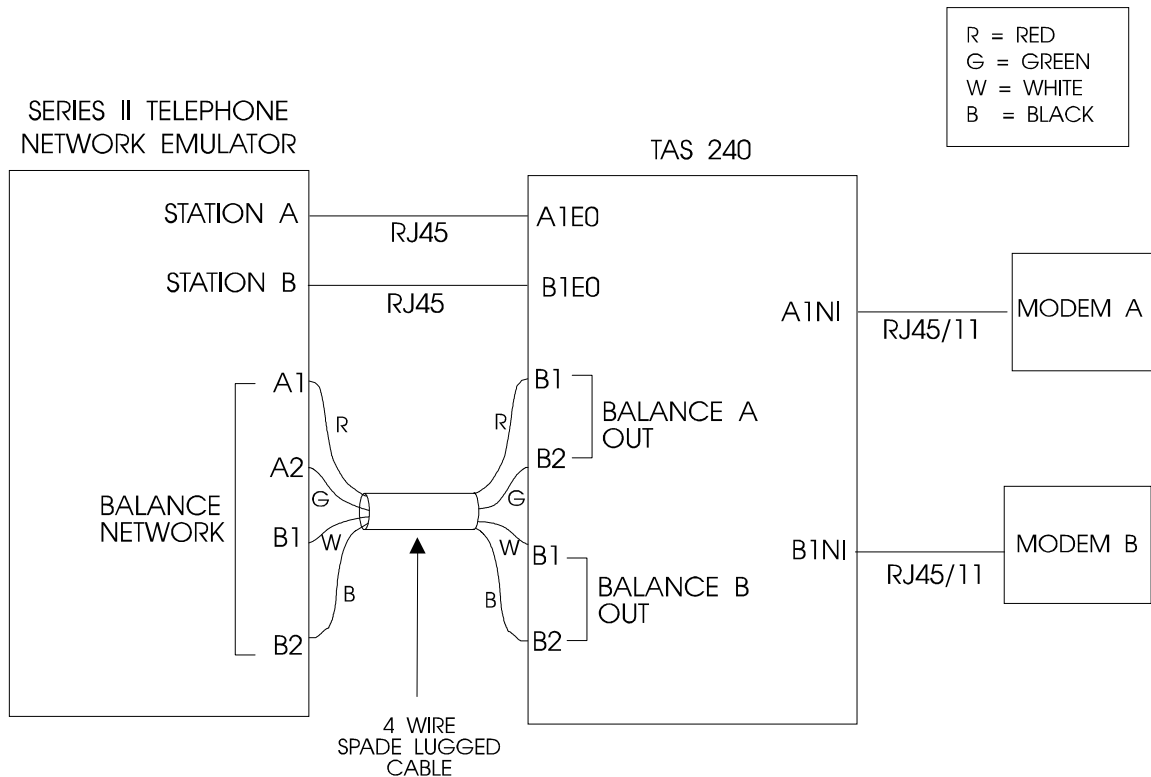 R = RED
G = GREEN
W = WHITE
B = BLACK
SERIES II TELEPHONE
NETWORK EMULATOR
TAS 240
STATION A
RJ45
A1E0
STATION B
RJ45
B1E0
A1NI
RJ45/11
MODEM A
A1
A2
B1
B2
BALANCE
NETWORK
R
G
W
B
R
G
W
B
B1
B2
BALANCE A
OUT
B1
B2
BALANCE B
OUT
B1NI
RJ45/11
MODEM B
4 WIRE
SPADE LUGGED
CABLE